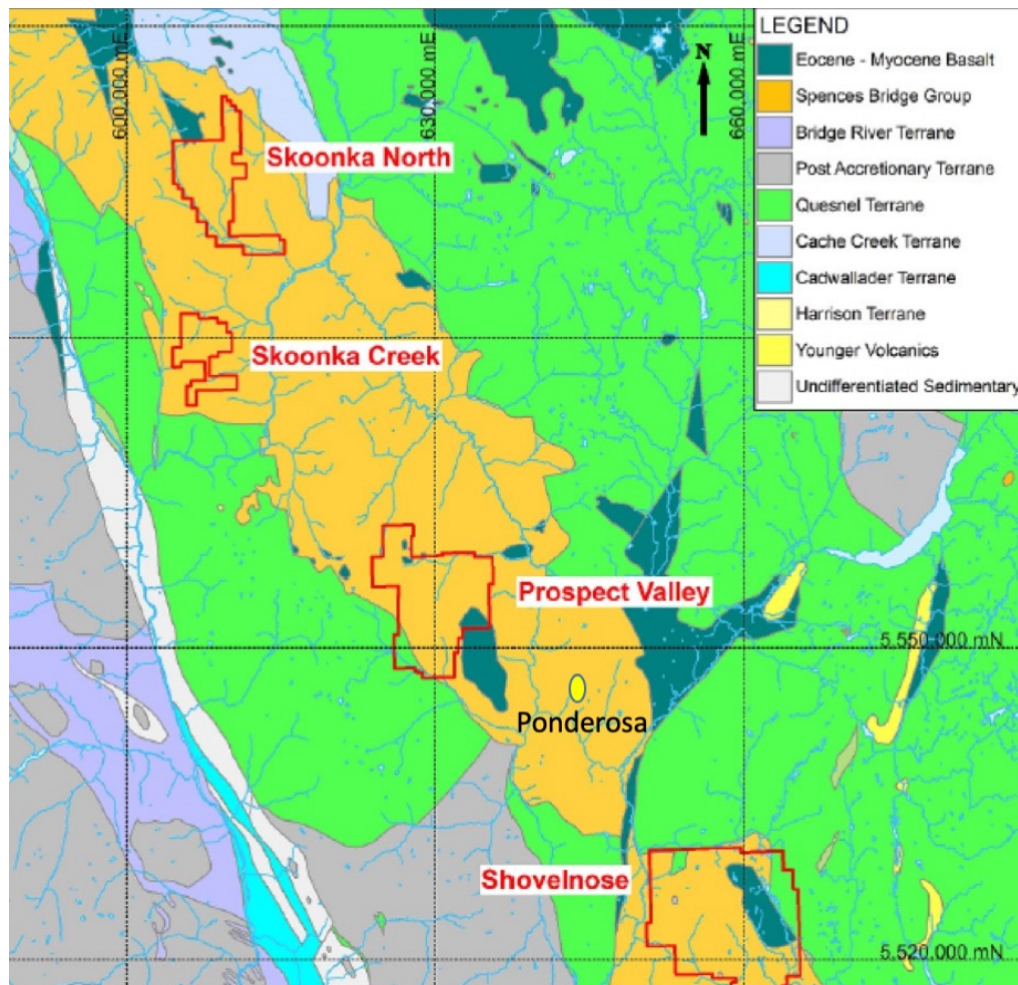 LEGEND
Eocene - Myocene Basalt
Spences Bridge Group
Bridge River Terrane
Post Accretionary Terrane
Quesnel Terrane
Cache Creek Terrane
Cadwallader Terrane
Harrison Terrane
Younger Volcanics
Undifferentiated Sedimentary
600,000 mE
630,000 mE
660,000 mE
N
Skoonka North
Skoonka Creek
Prospect Valley
5,550,000 mN
Ponderosa
Shovelnose
5,520,000 mN